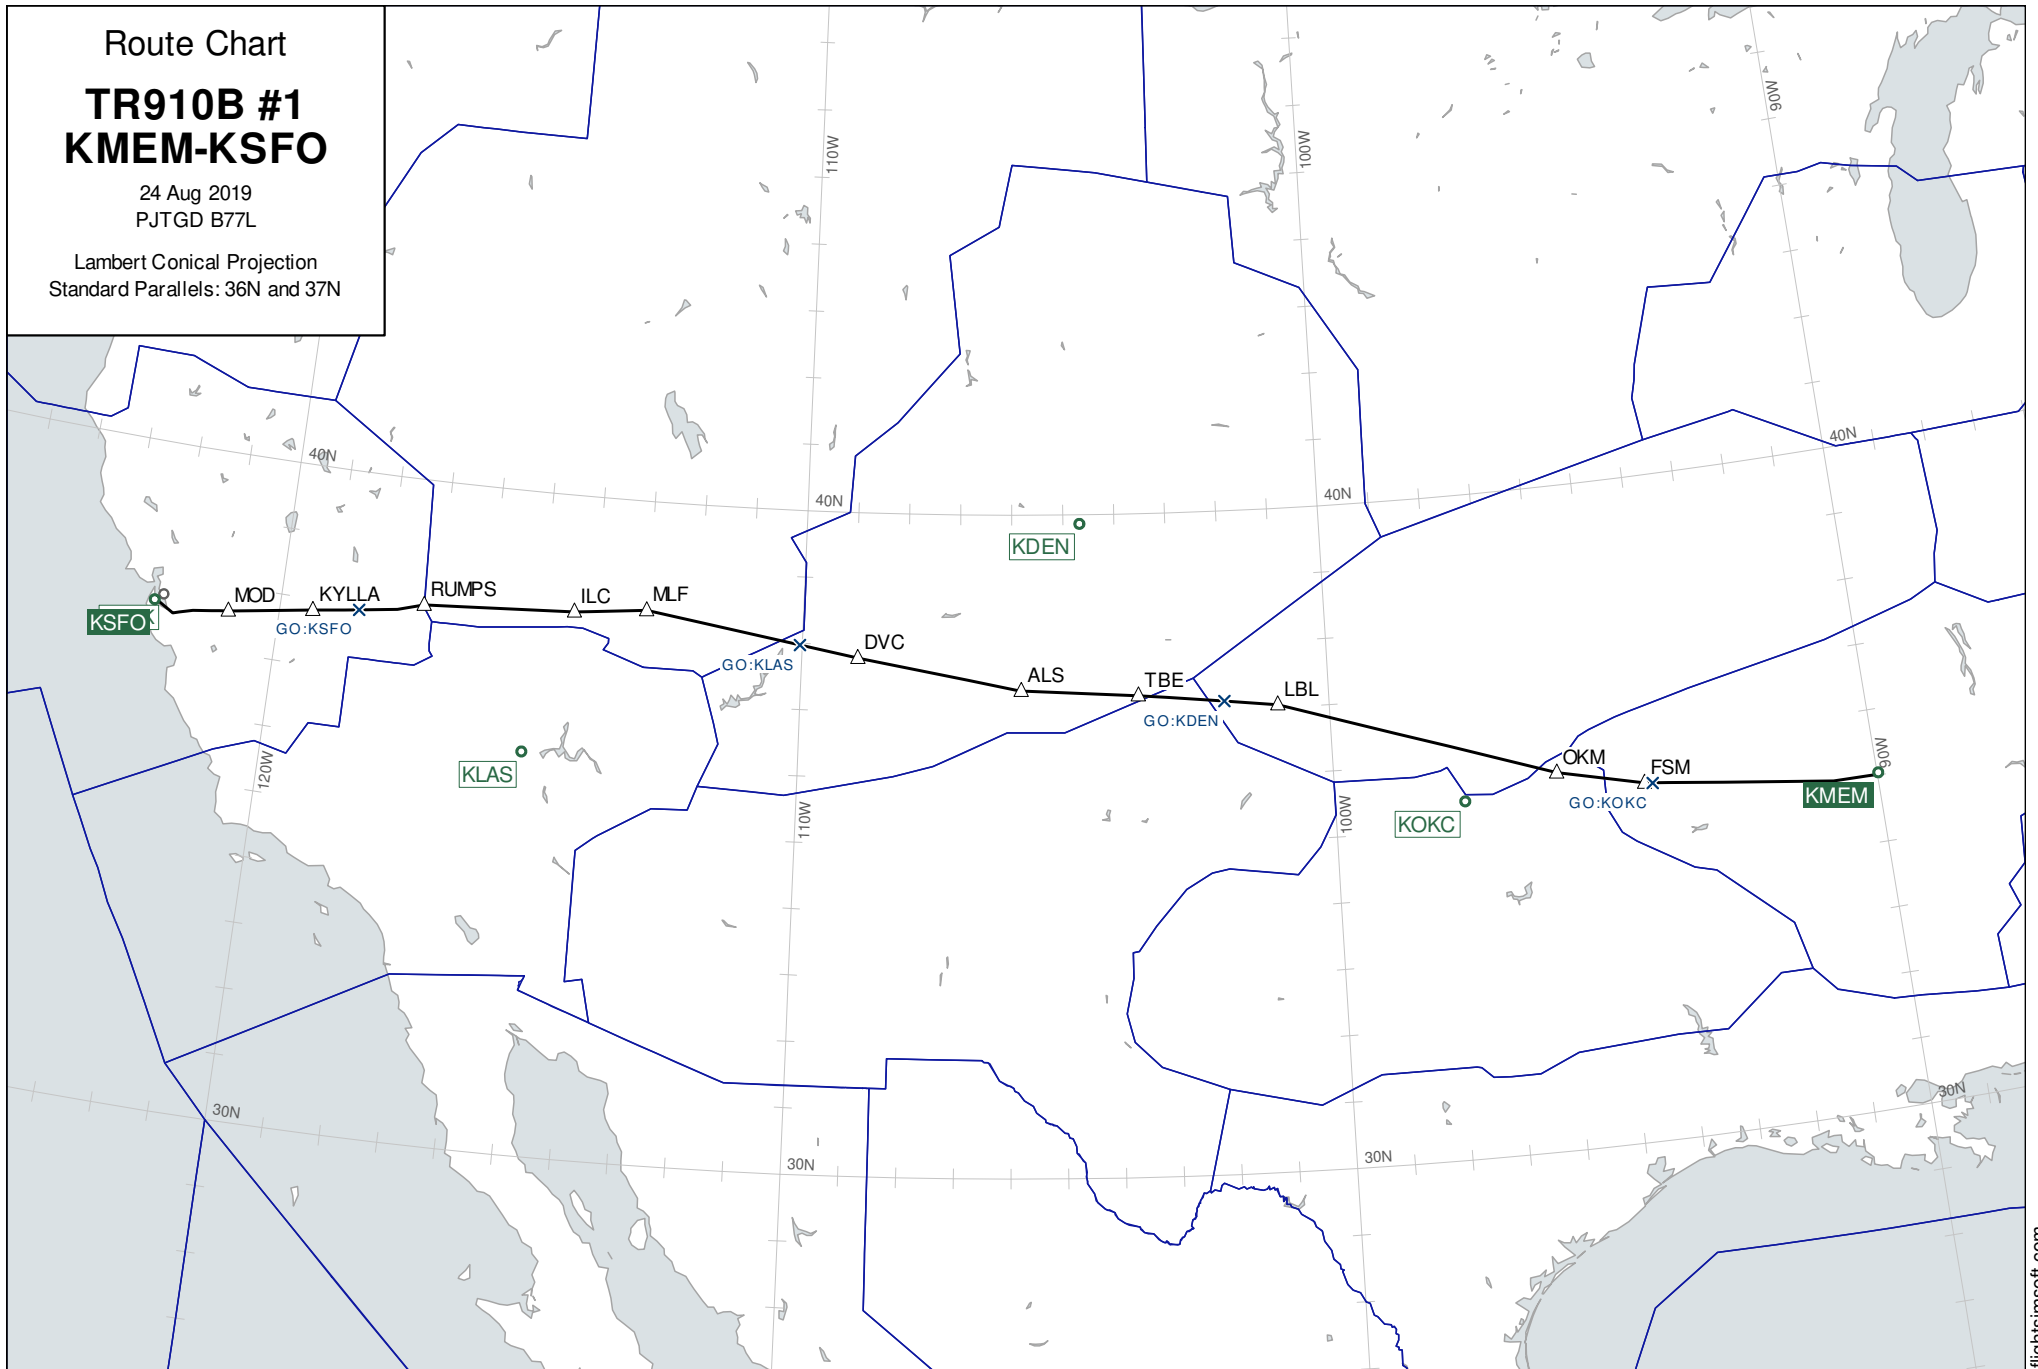 Route Chart
TR910B #1
KMEM-KSFO
24 Aug 2019
PJTGD B77L
Lambert Conical Projection
Standard Parallels: 36N and 37N
90W
110W
100W
40N
40N
40N
40N
KDEN
KSFO
MOD
KYLLA
GO:KSFO
RUMPS
ILC
MLF
GO:KLAS
DVC
ALS
TBE
GO:KDEN
LBL
OKM
FSM
GO:KOKC
90W
KMEM
KLAS
120W
110W
100W
KOKC
30N
30N
30N
30N
flightsimsoft.com